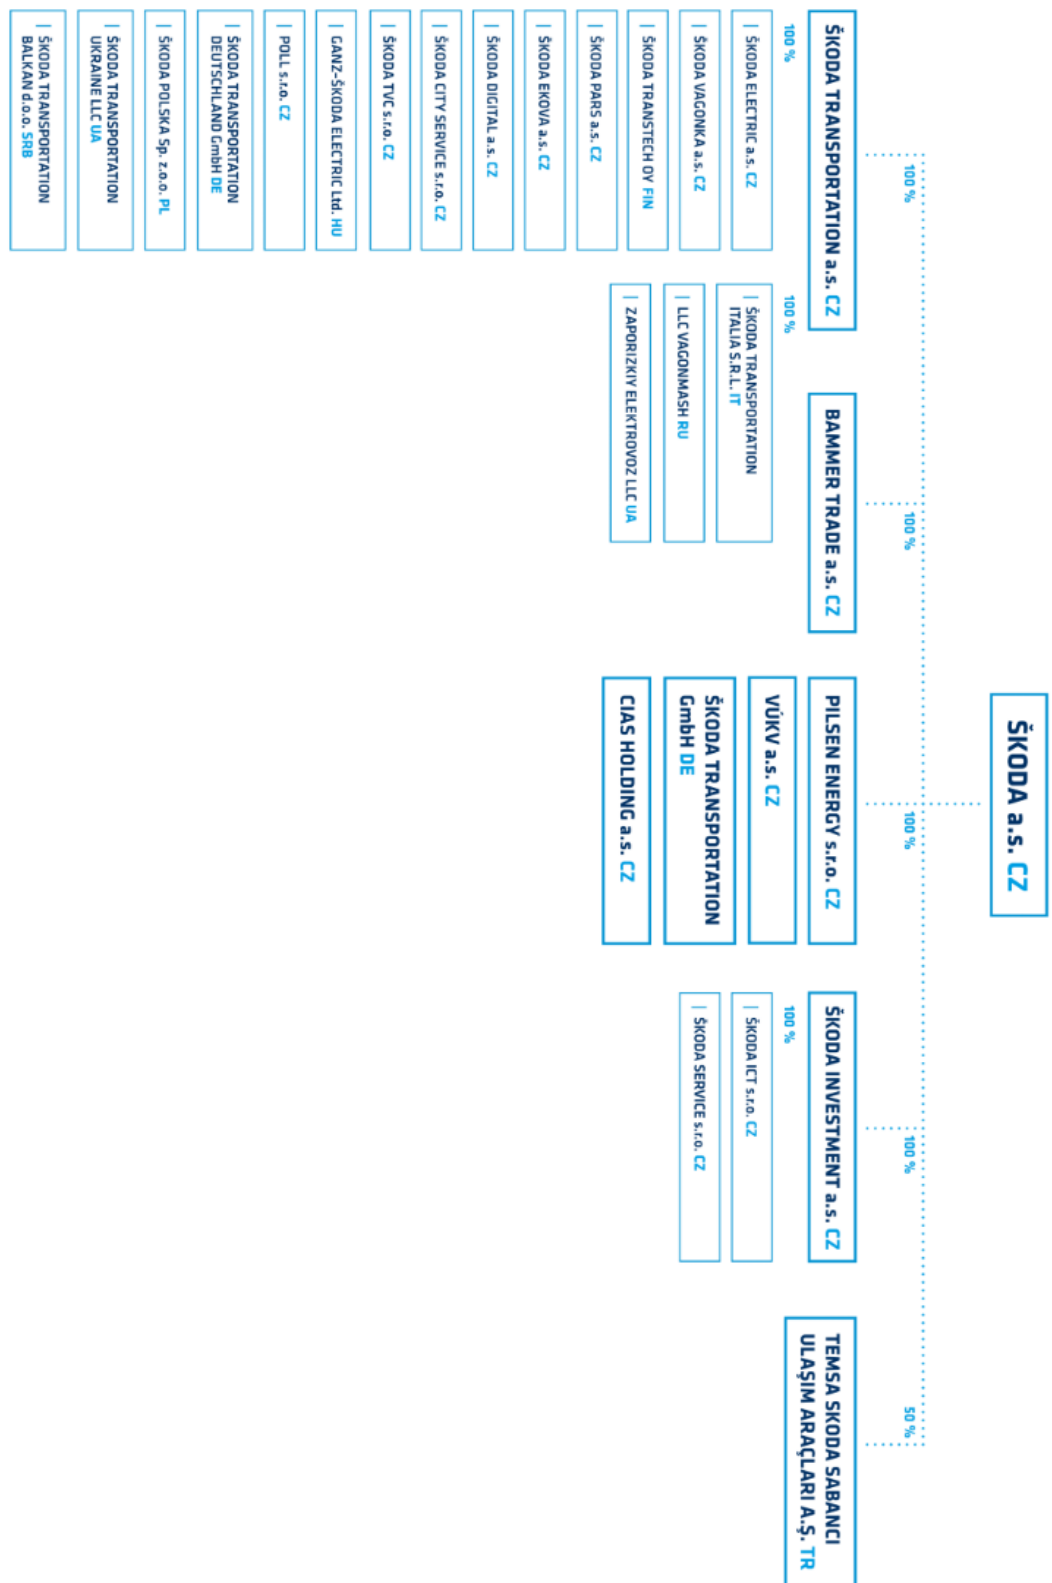 ŠKODA a.s. CZ
100 %
100 %
100 %
100 %
50 %
ŠKODA TRANSPORTATION a.s. CZ
100 %
| ŠKODA ELECTRIC a.s. CZ
| ŠKODA VAGONKA a.s. CZ
| ŠKODA TRANSTECH OY FIN
| ŠKODA PARS a.s. CZ
| ŠKODA EKOVA a.s. CZ
| ŠKODA DIGITAL a.s. CZ
| ŠKODA CITY SERVICE s.r.o. CZ
| ŠKODA TVC s.r.o. CZ
| GANZ–ŠKODA ELECTRIC Ltd. HU
| POLL s.r.o. CZ
| ŠKODA TRANSPORTATION
DEUTSCHLAND GmbH DE
| ŠKODA POLSKA Sp. z.o.o. PL
| ŠKODA TRANSPORTATION
UKRAINE LLC UA
| ŠKODA TRANSPORTATION
BALKAN d.o.o. SRB
BAMMER TRADE a.s. CZ
100 %
| ŠKODA TRANSPORTATION
ITALIA S.R.L. IT
| LLC VAGONMASH RU
| ZAPORIZKIY ELEKTROVOZ LLC UA
PILSEN ENERGY s.r.o. CZ
VÚKV a.s. CZ
ŠKODA TRANSPORTATION
GmbH DE
CIAS HOLDING a.s. CZ
ŠKODA INVESTMENT a.s. CZ
100 %
| ŠKODA ICT s.r.o. CZ
| ŠKODA SERVICE s.r.o. CZ
TEMSA SKODA SABANCI
ULAŞIM ARAÇLARI A.Ş. TR